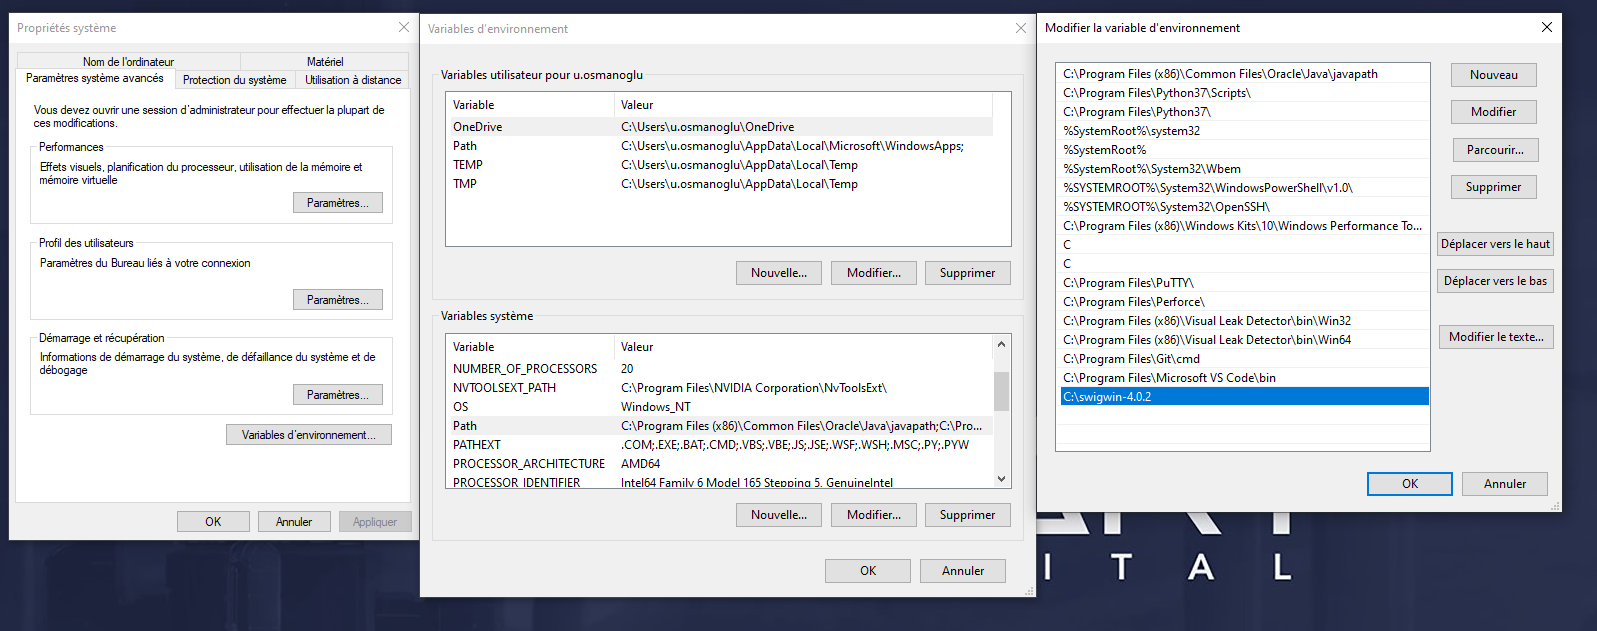 Propriétés système
Nom de l'ordinateur
Matériel
Paramètres système avancés
Protection du système
Utilisation à distance
Vous devez ouvrir une session d'administrateur pour effectuer la plupart de
ces modifications.
Performances
Effets visuels, planification du processeur, utilisation de la mémoire et
mémoire virtuelle
Paramètres...
Profil des utilisateurs
Paramètres du Bureau liés à votre connexion
Paramètres...
Démarrage et récupération
Informations de démarrage du système, de défaillance du système et de
débogage
Paramètres...
Variables d'environnement...
OK
Annuler
Appliquer
Variables d'environnement
Variables utilisateur pour u.osmanoglu
Variable Valeur
OneDrive C:\Users\u.osmanoglu\OneDrive
Path C:\Users\u.osmanoglu\AppData\Local\Microsoft\WindowsApps;
TEMP C:\Users\u.osmanoglu\AppData\Local\Temp
TMP C:\Users\u.osmanoglu\AppData\Local\Temp
Nouvelle...
Modifier...
Supprimer
Variables système
Variable Valeur
NUMBER_OF_PROCESSORS 20
NVTOOLSEXT_PATH C:\Program Files\NVIDIA Corporation\NvToolsExt\
OS Windows_NT
Path C:\Program Files (x86)\Common Files\Oracle\Java\javapath;C:\Pro...
PATHEXT .COM;.EXE;.BAT;.CMD;.VBS;.VBE;.JS;.JSE;.WSF;.WSH;.MSC;.PY;.PYW
PROCESSOR_ARCHITECTURE AMD64
PROCESSOR_IDENTIFIER Intel64 Family 6 Model 165 Stepping 5, GenuineIntel
Nouvelle...
Modifier...
Supprimer
OK
Annuler
Modifier la variable d'environnement
C:\Program Files (x86)\Common Files\Oracle\Java\javapath
C:\Program Files\Python37\Scripts\
C:\Program Files\Python37\
%SystemRoot%\system32
%SystemRoot%
%SystemRoot%\System32\Wbem
%SYSTEMROOT%\System32\WindowsPowerShell\v1.0\
%SYSTEMROOT%\System32\OpenSSH\
C:\Program Files (x86)\Windows Kits\10\Windows Performance To...
C
C
C:\Program Files\PuTTY\
C:\Program Files\Perforce\
C:\Program Files (x86)\Visual Leak Detector\bin\Win32
C:\Program Files (x86)\Visual Leak Detector\bin\Win64
C:\Program Files\Git\cmd
C:\Program Files\Microsoft VS Code\bin
C:\swigwin-4.0.2
Nouveau
Modifier
Parcourir...
Supprimer
Déplacer vers le haut
Déplacer vers le bas
Modifier le texte...
OK
Annuler
ITAL